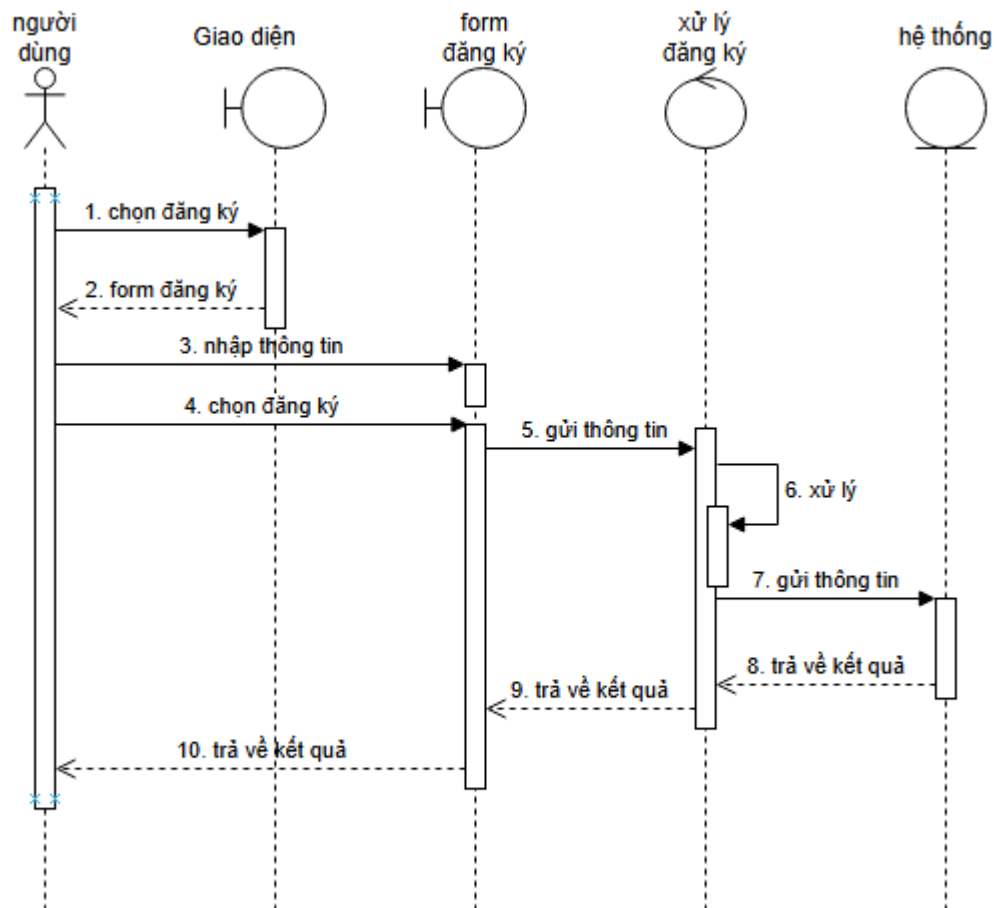 người
dùng
Giao diện
form
đăng ký
xử lý
đăng ký
hệ thống
1. chọn đăng ký
2. form đăng ký
3. nhập thông tin
4. chọn đăng ký
5. gửi thông tin
6. xử lý
7. gửi thông tin
8. trả về kết quả
9. trả về kết quả
10. trả về kết quả